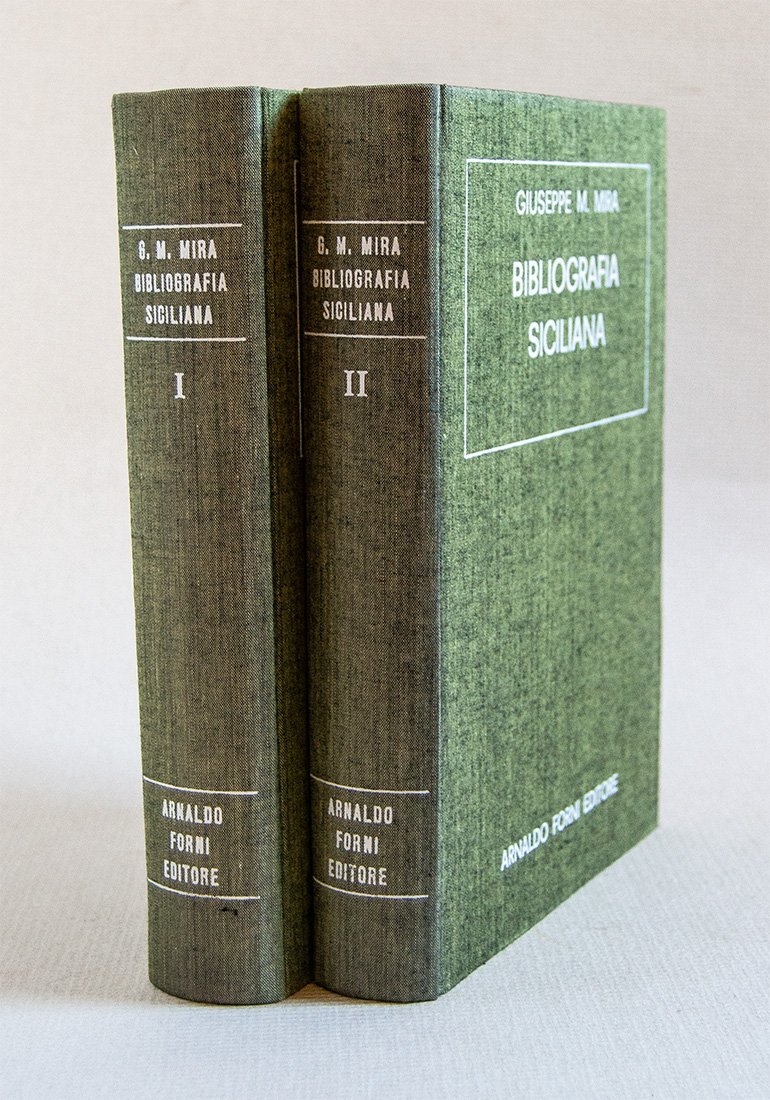 G. M. MIRA
BIBLIOGRAFIA
SICILIANA
I
ARNALDO
FORNI
EDITORE
G. M. MIRA
BIBLIOGRAFIA
SICILIANA
II
ARNALDO
FORNI
EDITORE
GIUSEPPE M. MIRA
BIBLIOGRAFIA
SICILIANA
ARNALDO FORNI EDITORE